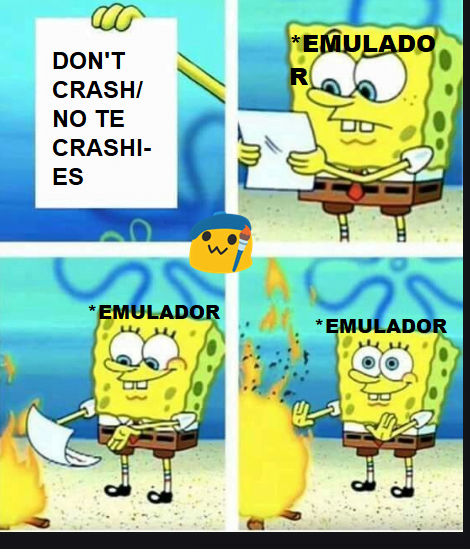 DON'T
CRASH/
NO TE
CRASHI-
ES
*EMULADO
R
*EMULADOR
*EMULADOR